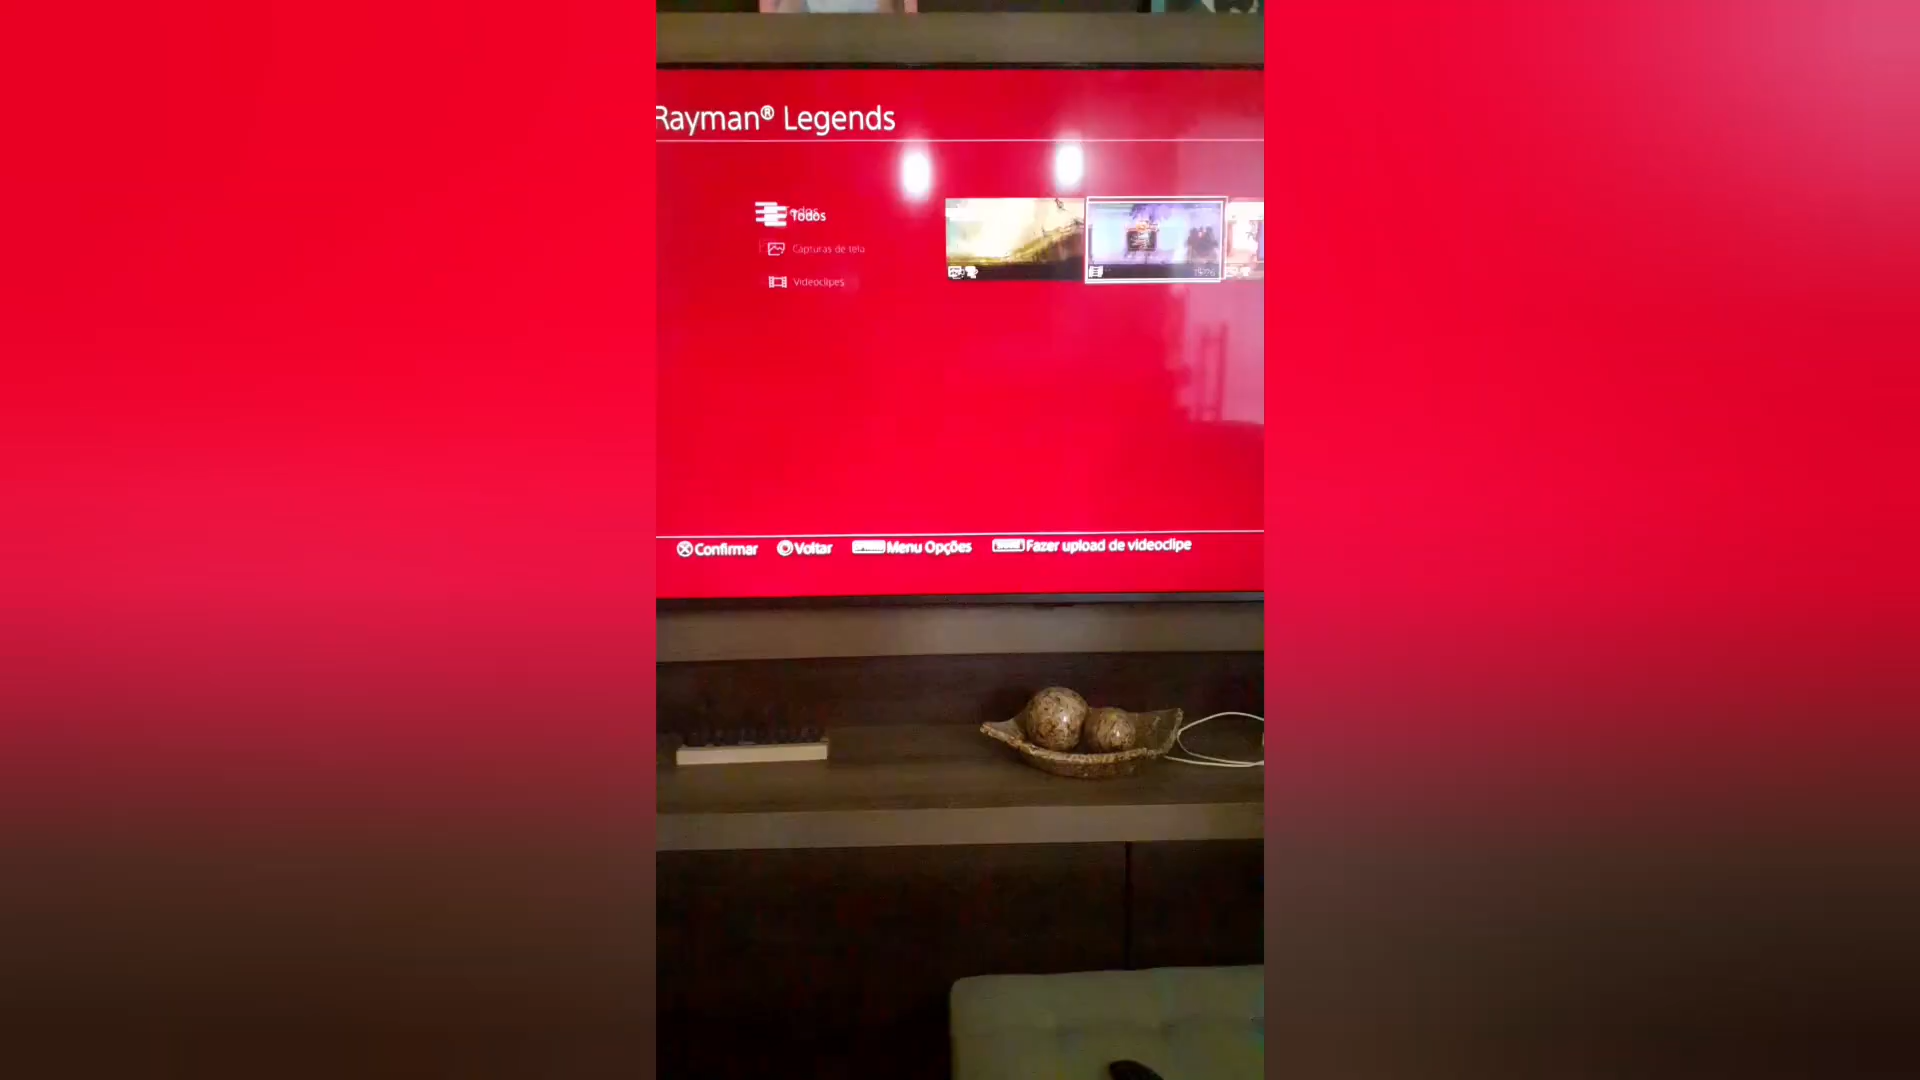 Rayman® Legends
Todos
Capturas de tela
Videoclipes
Confirmar Voltar Menu Opções Fazer upload de videoclipe